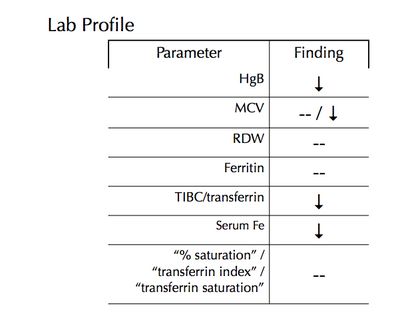 Lab Profile
Parameter Finding
HgB ↓
MCV -- / ↓
RDW --
Ferritin --
TIBC/transferrin ↓
Serum Fe ↓
“% saturation” /
“transferrin index” / --
“transferrin saturation”